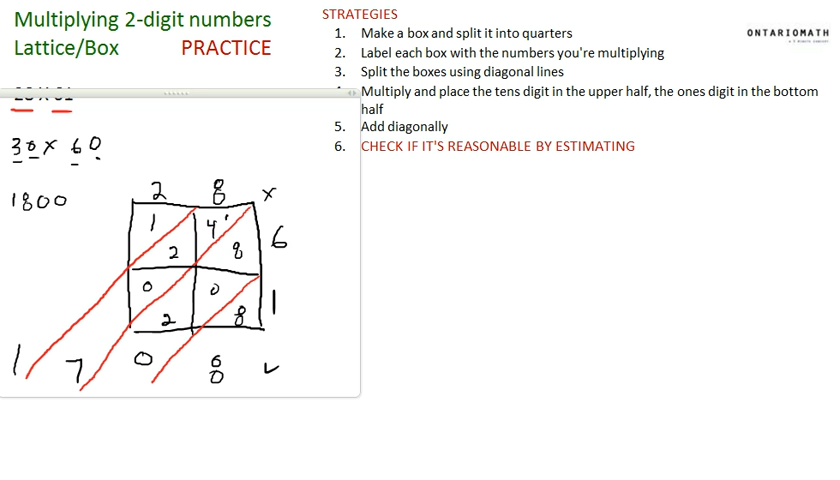 Multiplying 2-digit numbers
Lattice/Box PRACTICE
STRATEGIES
1. Make a box and split it into quarters
2. Label each box with the numbers you're multiplying
3. Split the boxes using diagonal lines
Multiply and place the tens digit in the upper half, the ones digit in the bottom
half
5. Add diagonally
6. CHECK IF IT'S REASONABLE BY ESTIMATING
ONTARIOMATH
30 x 60
1800
2 8 x
1 4 1
2 8 6
0 0
2 8 1
1 7 0 8 ✓